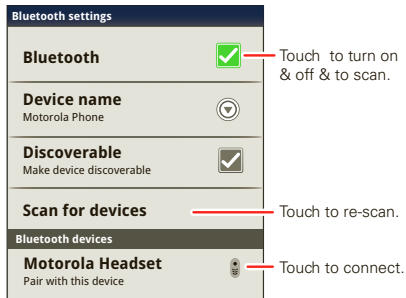 Bluetooth settings
Bluetooth
Touch to turn on
& off & to scan.
Device name
Motorola Phone
Discoverable
Make device discoverable
Scan for devices
Touch to re-scan.
Bluetooth devices
Motorola Headset
Pair with this device
Touch to connect.